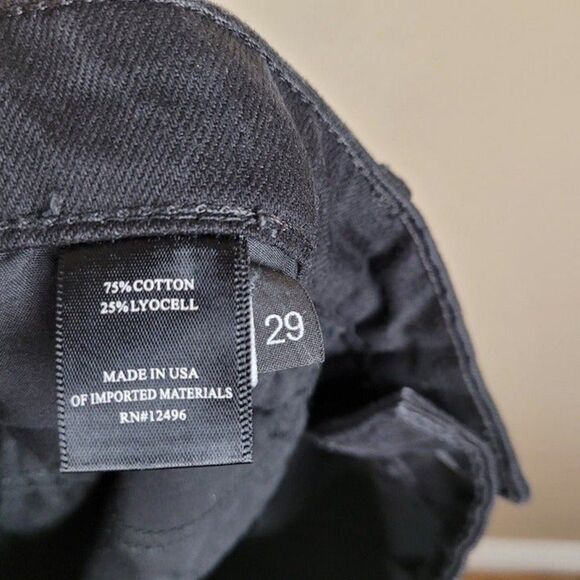 75% COTTON
25% LYOCELL
29
MADE IN USA
OF IMPORTED MATERIALS
RN#12496